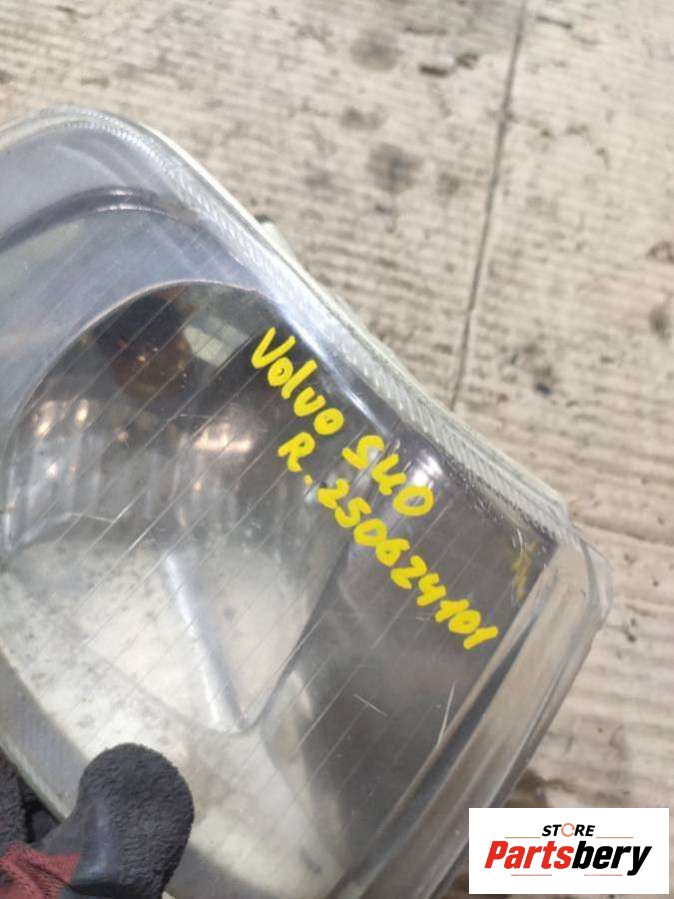 Volvo S40
R. 250624101
STORE
Partsbery